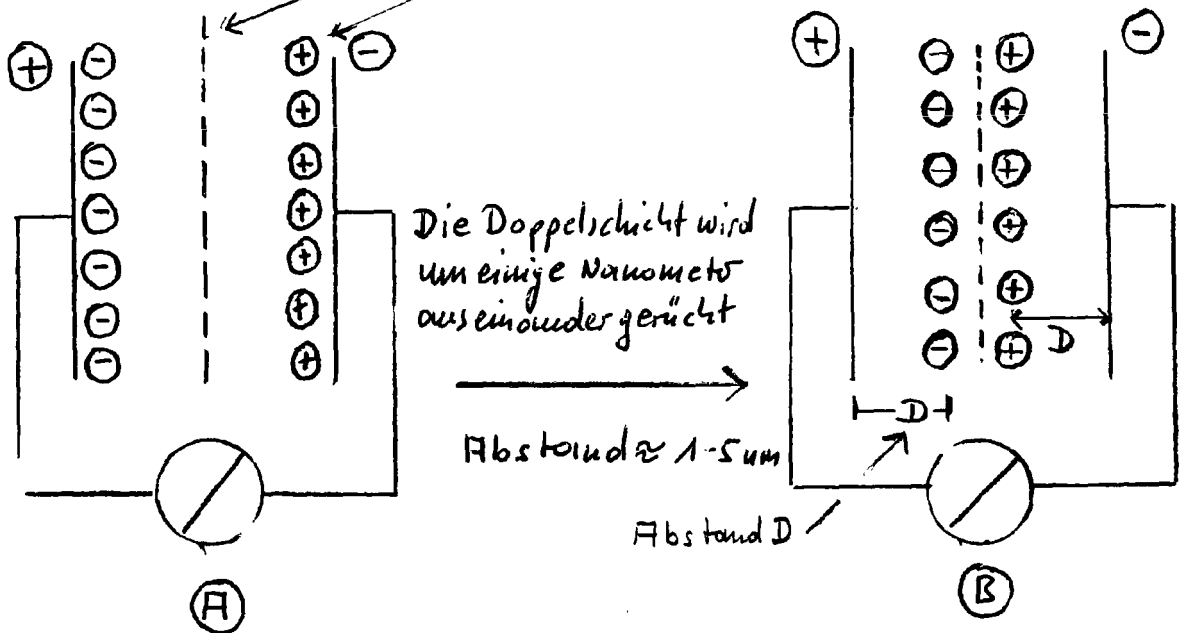 + - + - + - + -
Die Doppelschicht wird
um einige Nanometer
auseinander gerückt
D
D
Abstand ≈ 1-5 nm
Abstand D
A
B